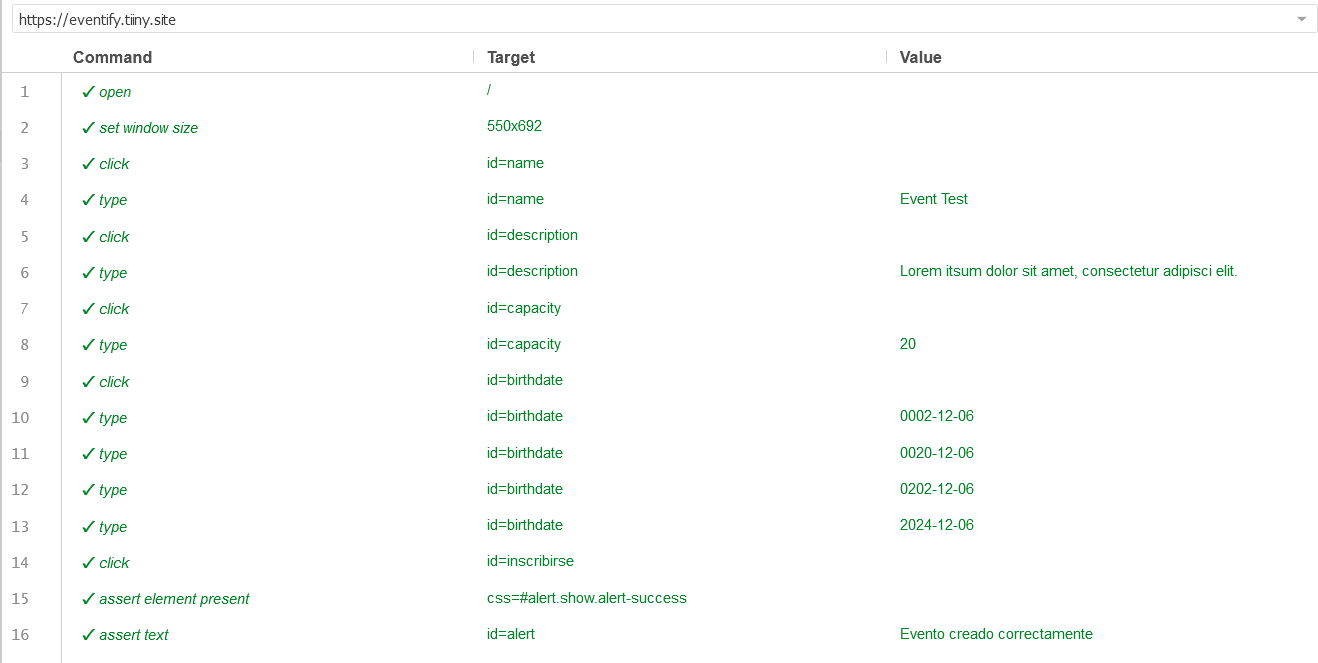 https://eventify.tiiny.site
Command Target Value
1 ✓ open /
2 ✓ set window size 550x692
3 ✓ click id=name
4 ✓ type id=name Event Test
5 ✓ click id=description
6 ✓ type id=description Lorem itsum dolor sit amet, consectetur adipisci elit.
7 ✓ click id=capacity
8 ✓ type id=capacity 20
9 ✓ click id=birthdate
10 ✓ type id=birthdate 0002-12-06
11 ✓ type id=birthdate 0020-12-06
12 ✓ type id=birthdate 0202-12-06
13 ✓ type id=birthdate 2024-12-06
14 ✓ click id=inscribirse
15 ✓ assert element present css=#alert.show.alert-success
16 ✓ assert text id=alert Evento creado correctamente